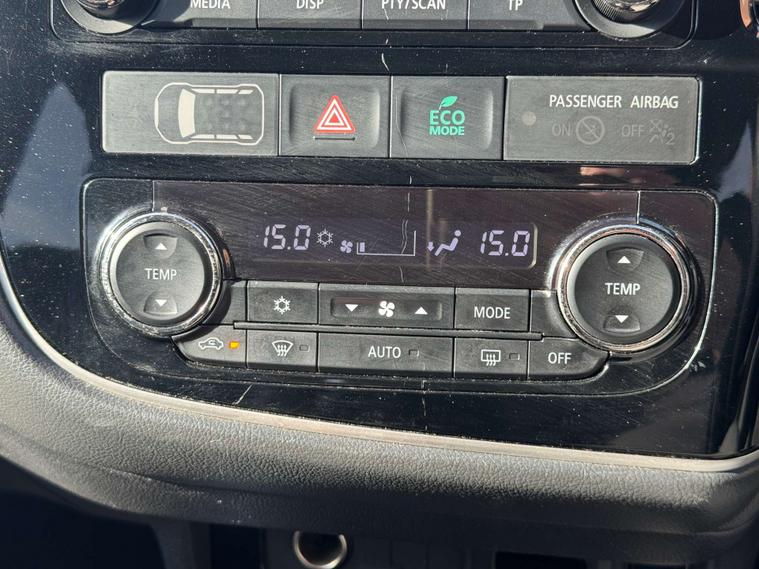 MEDIA DISP PTY/SCAN TP
ECO
MODE
PASSENGER AIRBAG
ON OFF 2
15.0 15.0
TEMP TEMP
MODE
AUTO OFF